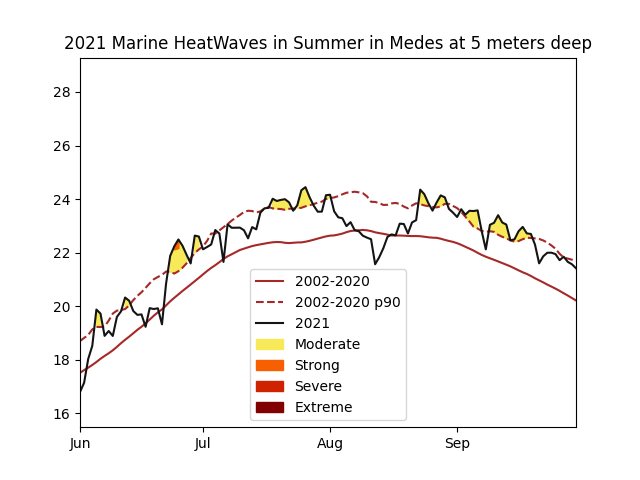 2021 Marine HeatWaves in Summer in Medes at 5 meters deep
28
26
24
22
20
18
16
Jun
Jul
Aug
Sep
2002-2020
2002-2020 p90
2021
Moderate
Strong
Severe
Extreme